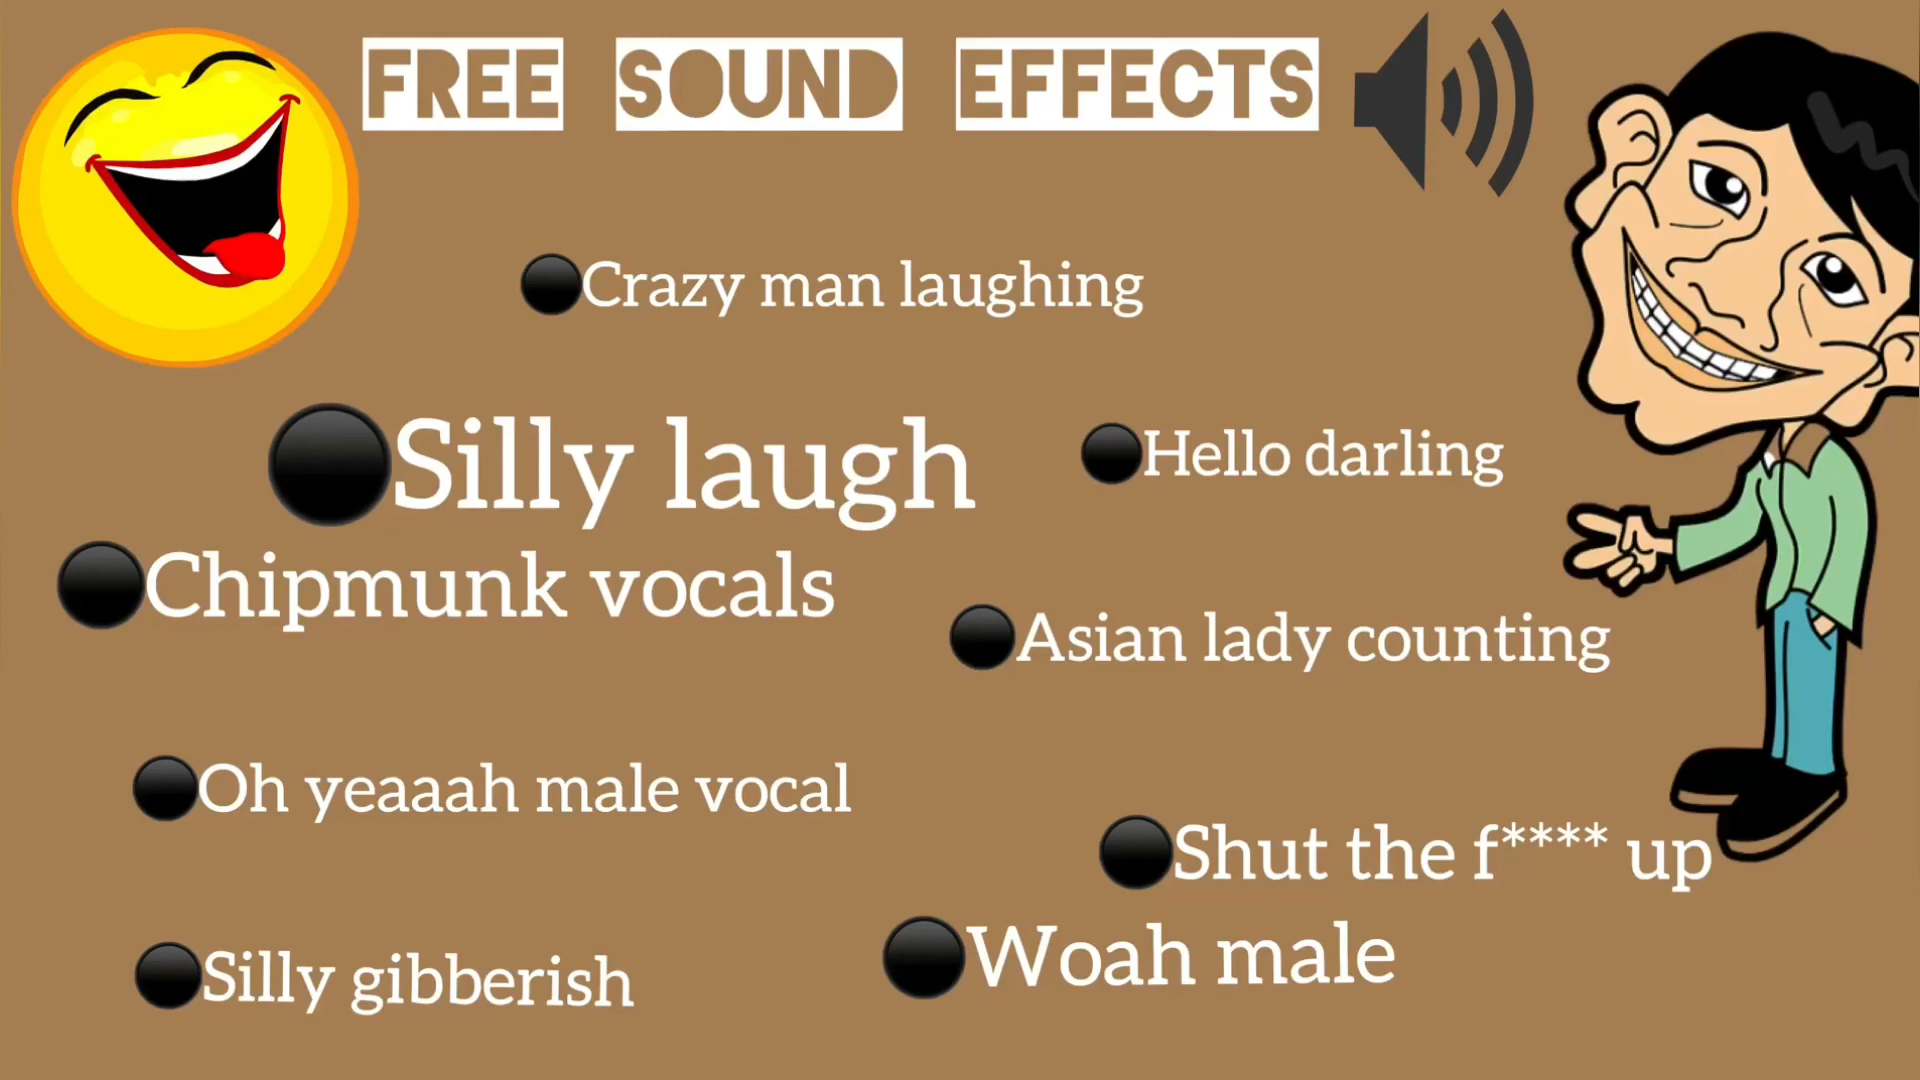 FREE SOUND EFFECTS
Crazy man laughing
Silly laugh
Hello darling
Chipmunk vocals
Asian lady counting
Oh yeaaah male vocal
Shut the f**** up
Woah male
Silly gibberish